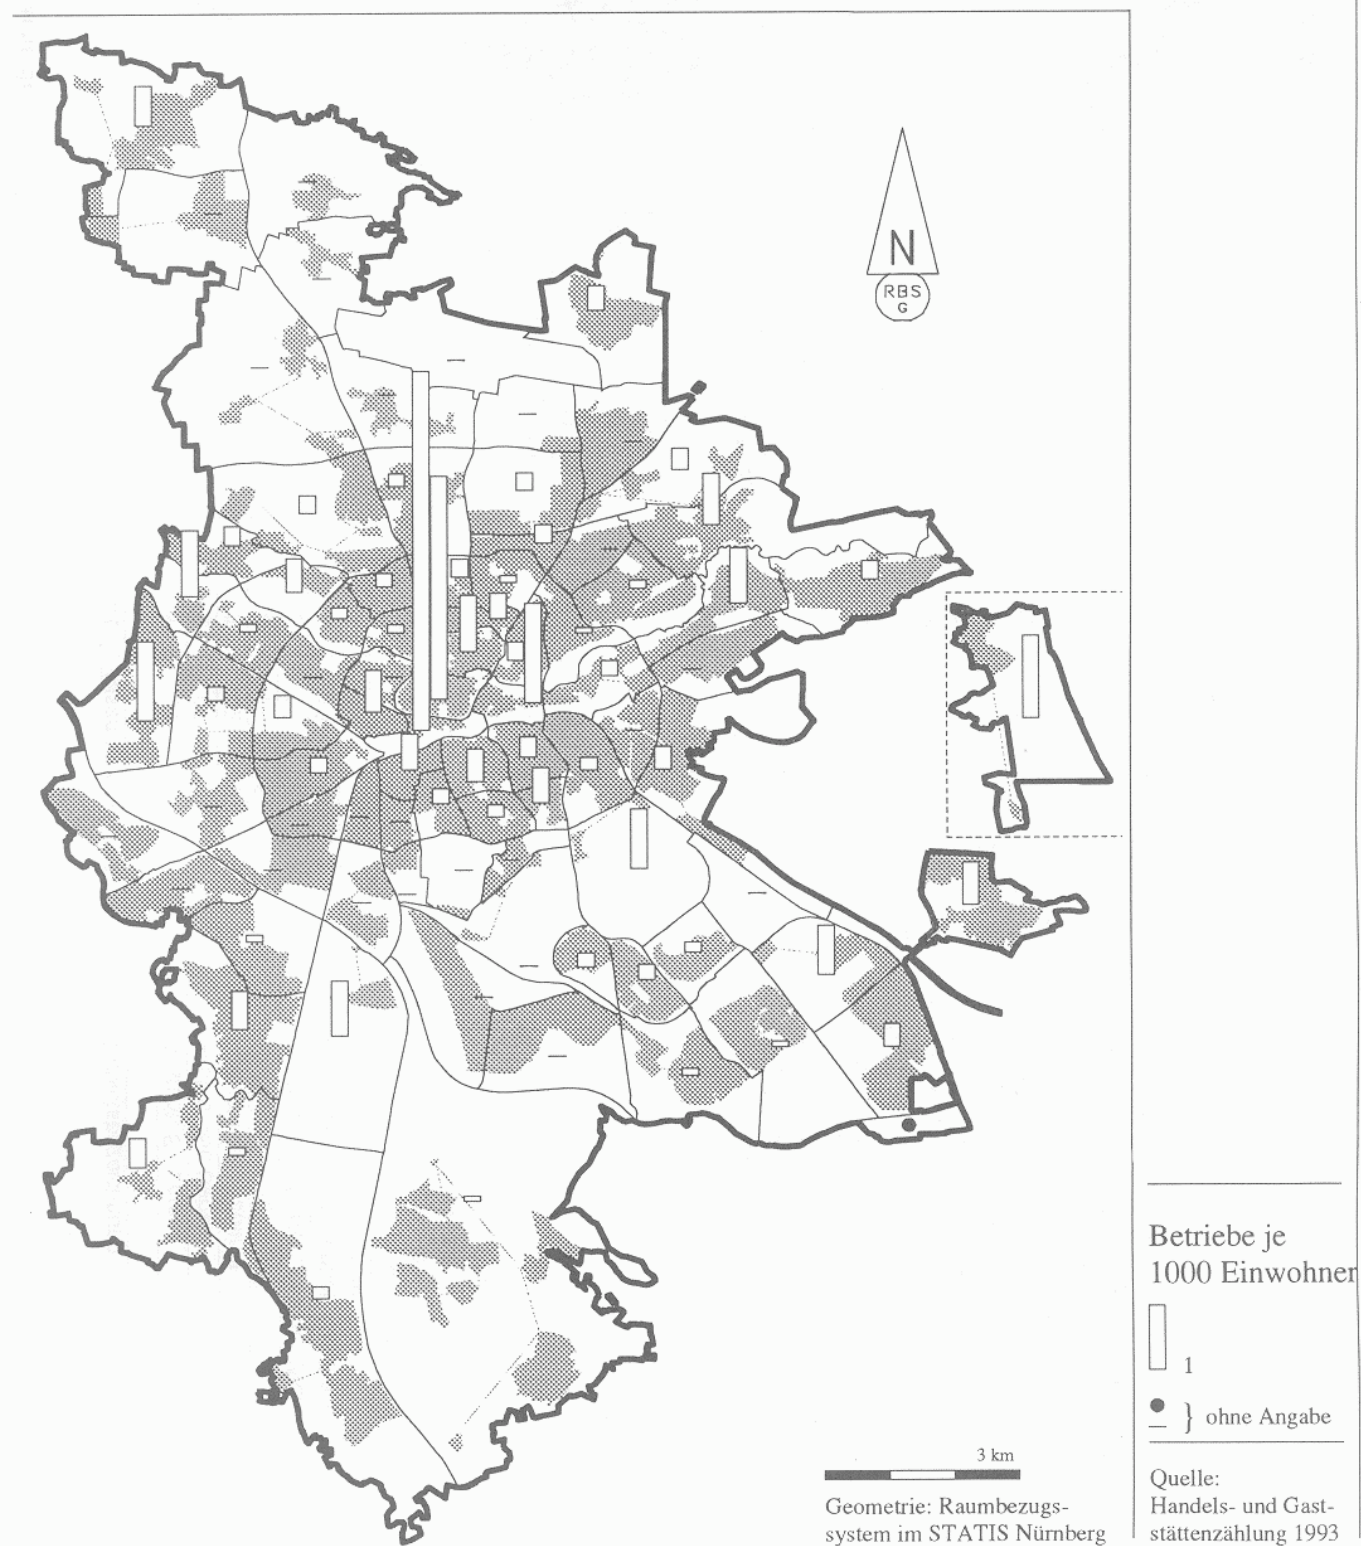 N
RBS
G
Betriebe je
1000 Einwohner
1
} ohne Angabe
3 km
Geometrie: Raumbezugs-
system im STATIS Nürnberg
Quelle:
Handels- und Gast-
stättenzählung 1993